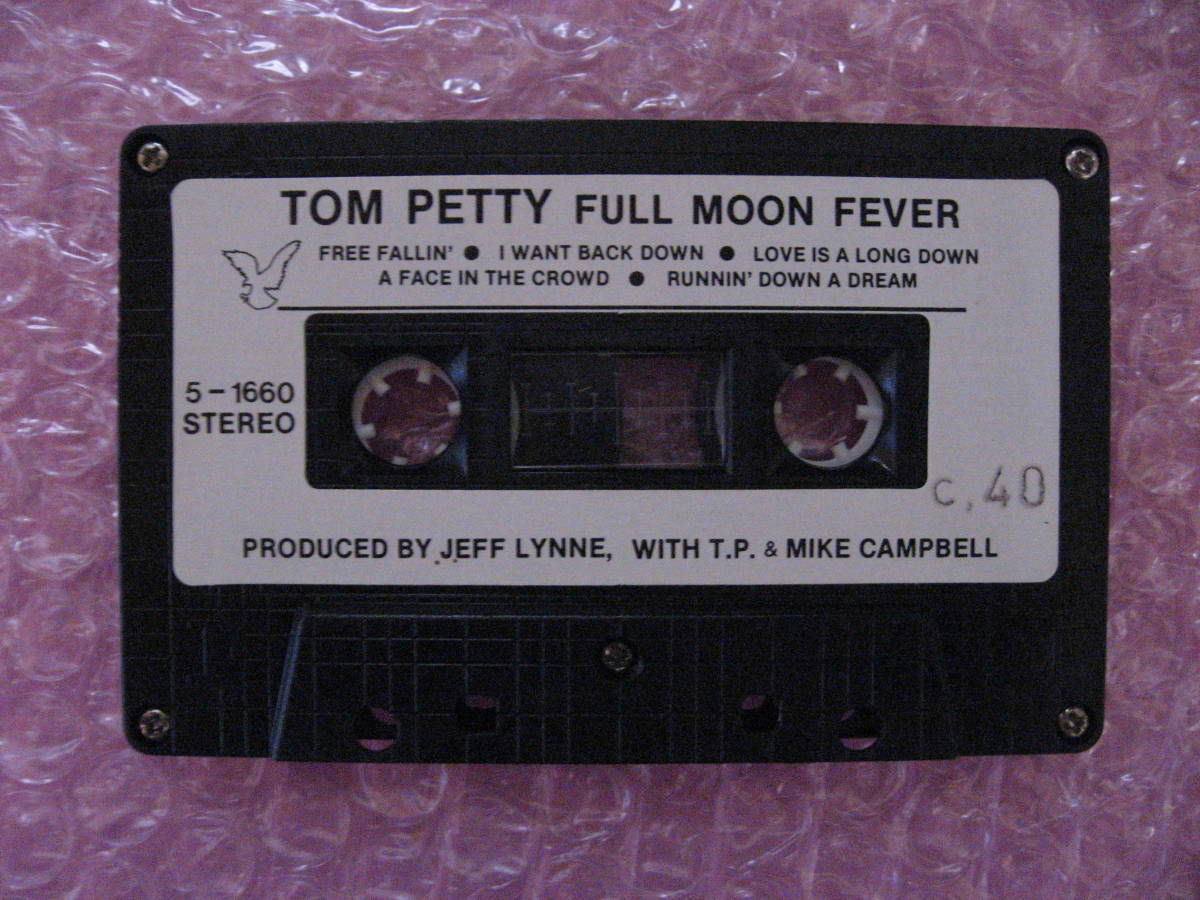 TOM PETTY FULL MOON FEVER
FREE FALLIN' ● I WANT BACK DOWN ● LOVE IS A LONG DOWN
A FACE IN THE CROWD ● RUNNIN' DOWN A DREAM
5-1660
STEREO
c,40
PRODUCED BY JEFF LYNNE, WITH T.P. & MIKE CAMPBELL